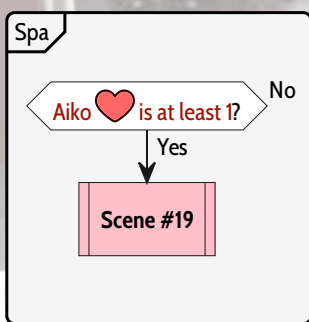 Spa
No
Aiko is at least 1?
Yes
Scene #19